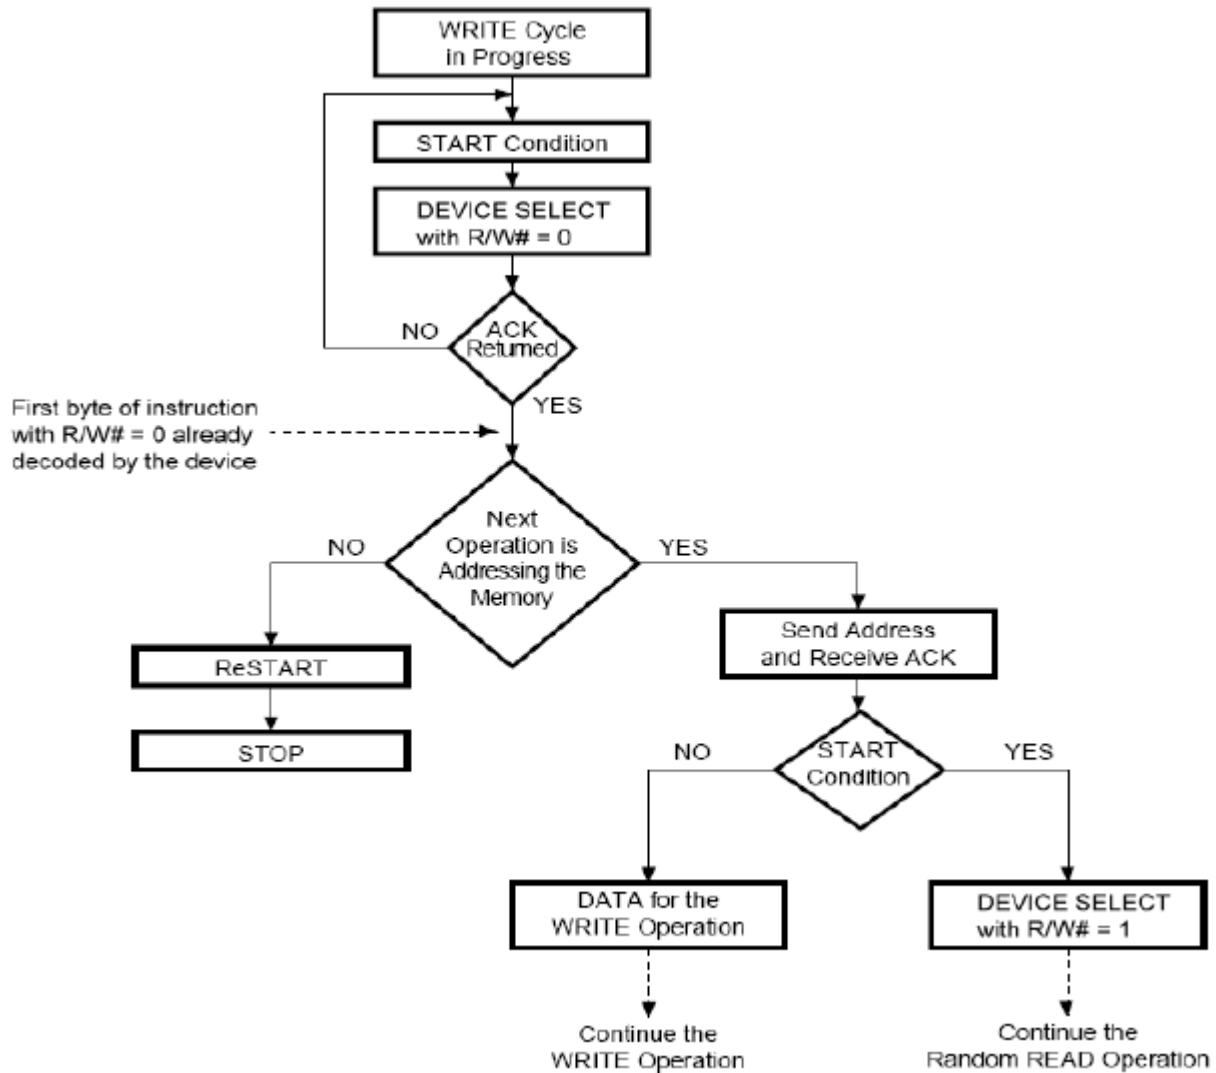 WRITE Cycle
in Progress
START Condition
DEVICE SELECT
with R/W# = 0
NO
ACK
Returned
YES
First byte of instruction
with R/W# = 0 already
decoded by the device
NO
Next
Operation is
Addressing the
Memory
YES
Send Address
and Receive ACK
ReSTART
STOP
NO
START
Condition
YES
DATA for the
WRITE Operation
DEVICE SELECT
with R/W# = 1
Continue the
WRITE Operation
Continue the
Random READ Operation